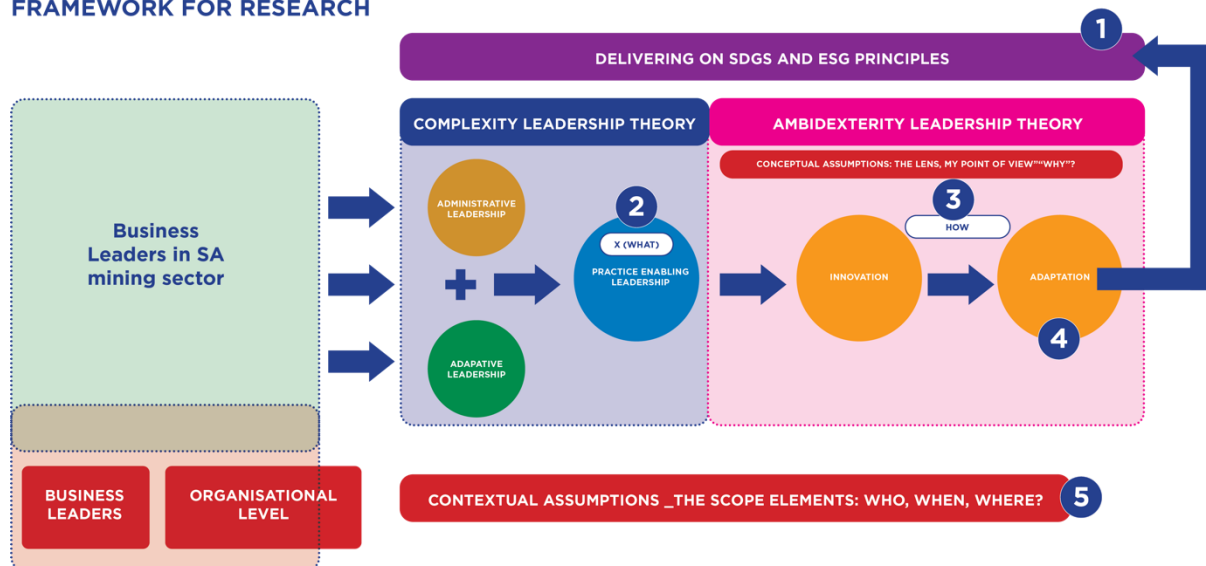 FRAMEWORK FOR RESEARCH
1
DELIVERING ON SDGS AND ESG PRINCIPLES
COMPLEXITY LEADERSHIP THEORY
AMBIDEXTERITY LEADERSHIP THEORY
CONCEPTUAL ASSUMPTIONS: THE LENS, MY POINT OF VIEW"“WHY”?
Business
Leaders in SA
mining sector
ADMINISTRATIVE
LEADERSHIP
2
X (WHAT)
PRACTICE ENABLING
LEADERSHIP
ADAPATIVE
LEADERSHIP
3
HOW
INNOVATION
ADAPTATION
4
BUSINESS
LEADERS
ORGANISATIONAL
LEVEL
CONTEXTUAL ASSUMPTIONS _THE SCOPE ELEMENTS: WHO, WHEN, WHERE?
5